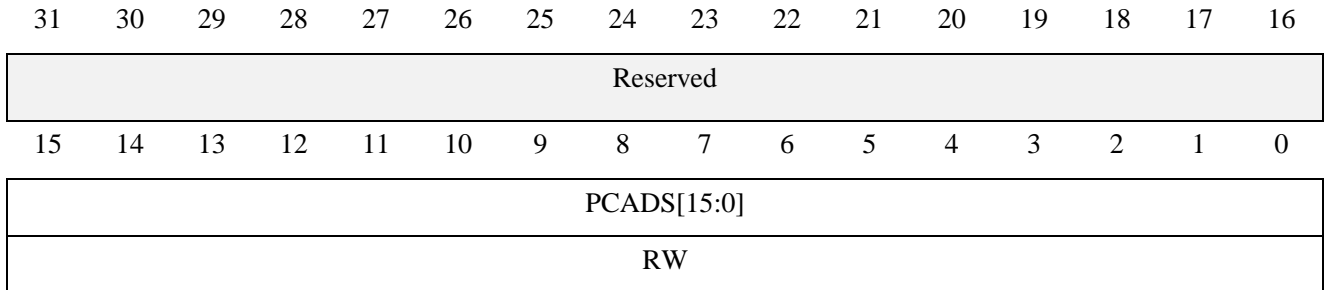 31 30 29 28 27 26 25 24 23 22 21 20 19 18 17 16
Reserved
15 14 13 12 11 10 9 8 7 6 5 4 3 2 1 0
PCADS[15:0]
RW